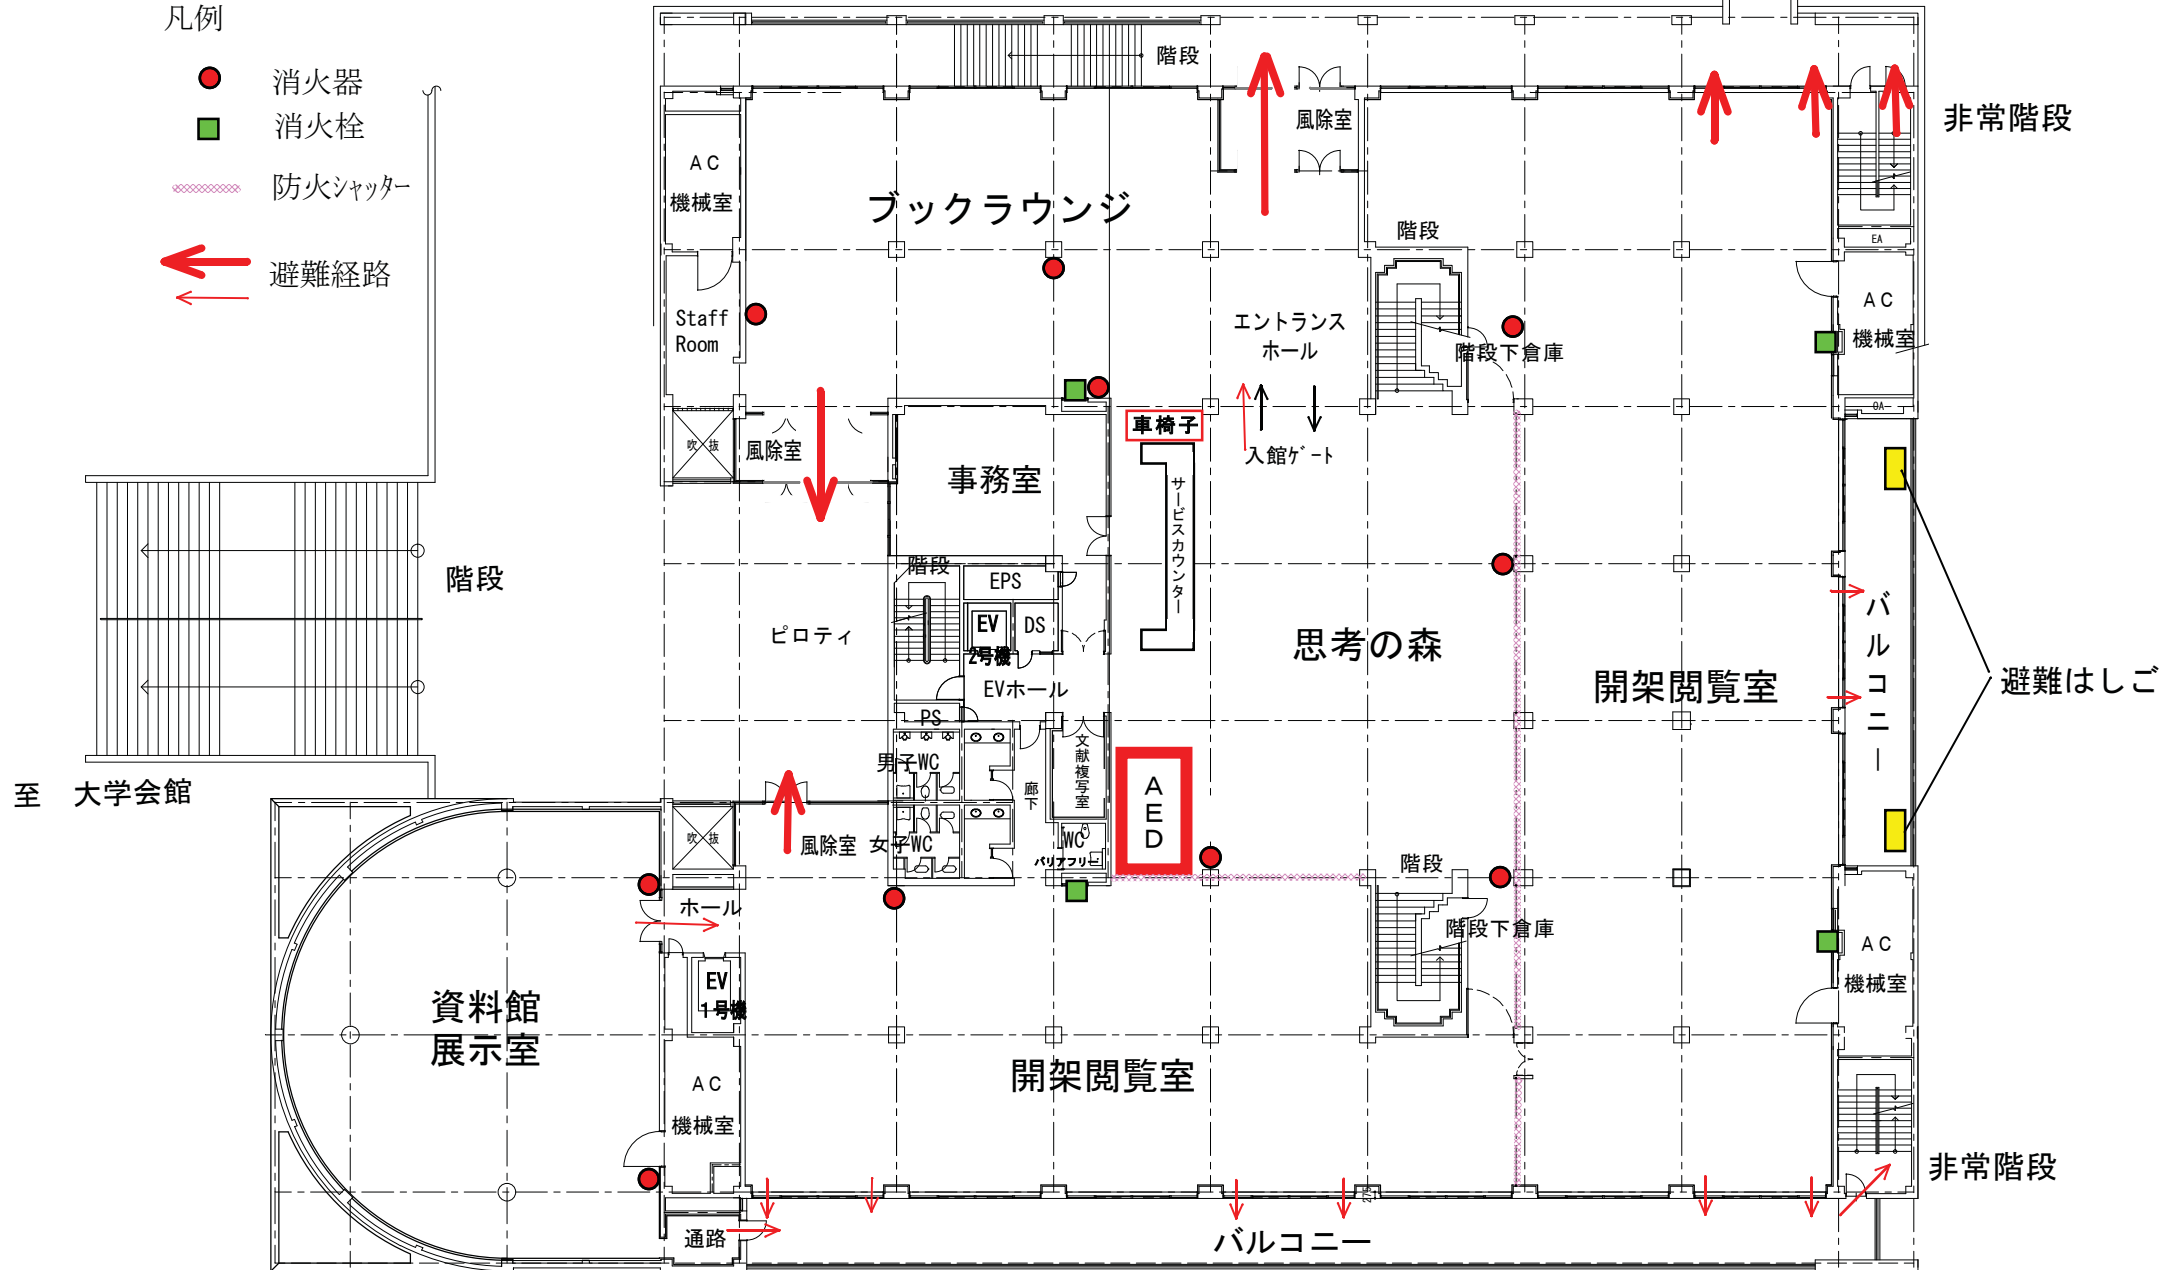 凡例
消火器
消火栓
防火シャッター
避難経路
階段
風除室
非常階段
AC
機械室
ブックラウンジ
階段
EA
Staff
Room
エントランス
ホール
階段下倉庫
AC
機械室
OA
車椅子
入館ゲート
吹抜
風除室
事務室
サービスカウンター
階段
階段
EPS
EV
2号機
DS
ピロティ
EVホール
思考の森
開架閲覧室
バルコニー
避難はしご
PS
男子WC
文献複写室
廊下
AED
至 大学会館
吹抜
風除室
女子WC
WC
バリアフリー
階段
階段下倉庫
ホール
EV
1号機
AC
機械室
資料館
展示室
開架閲覧室
AC
機械室
非常階段
275
通路
バルコニー